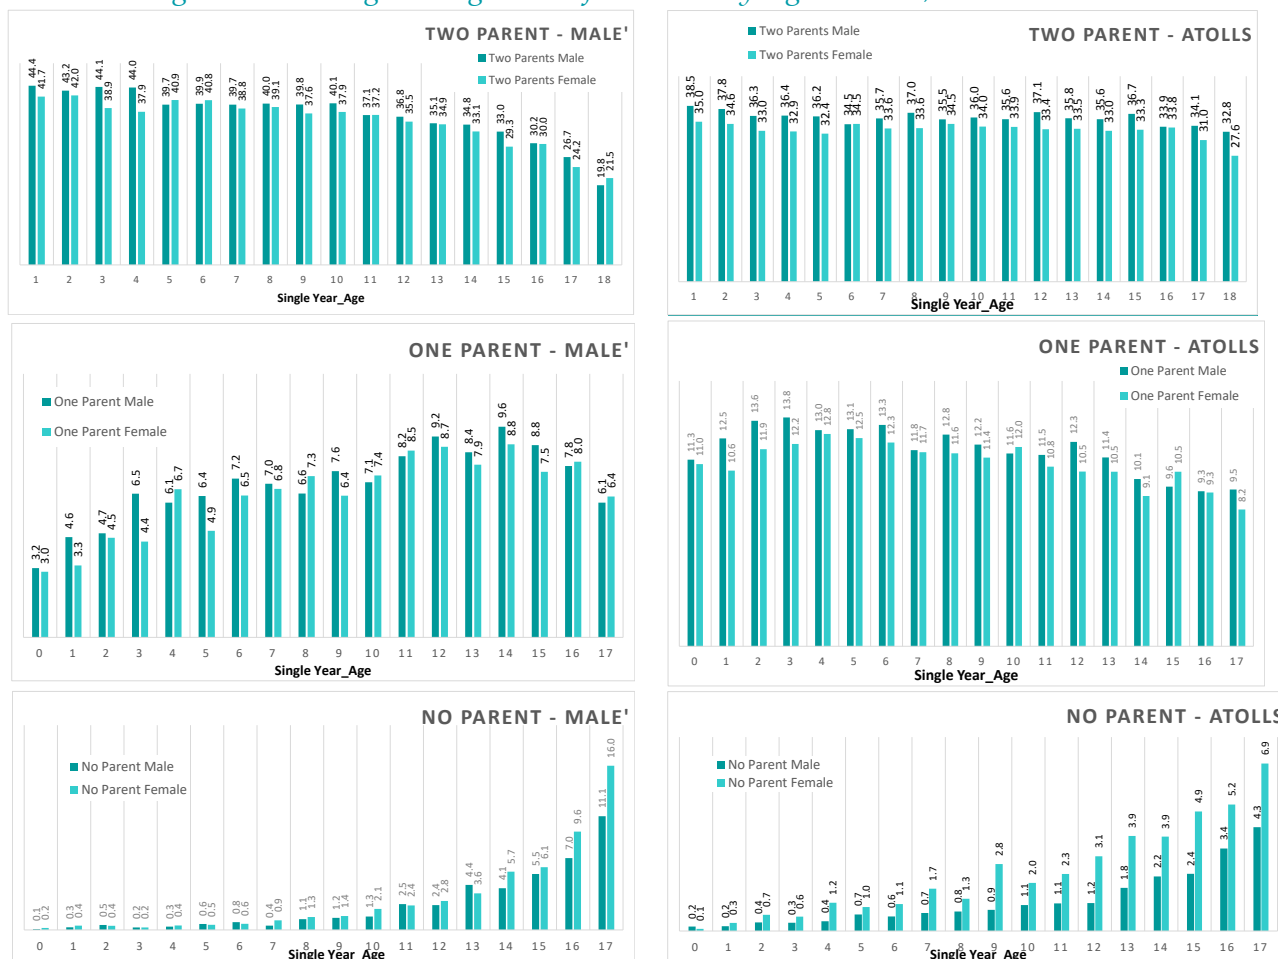 TWO PARENT - MALE'
Two Parents Male
Two Parents Female
44.4 41.7 43.2 42.0 44.1 38.9 44.0 37.9 39.7 40.9 39.9 40.8 39.7 38.8 40.0 39.1 39.8 37.6 40.1 37.9 37.1 37.2 36.8 35.5 35.1 34.9 34.8 33.1 33.0 29.3 30.2 30.0 26.7 24.2 19.8 21.5
1 2 3 4 5 6 7 8 9 10 11 12 13 14 15 16 17 18
Single Year_Age
TWO PARENT - ATOLLS
Two Parents Male
Two Parents Female
38.5 35.0 37.8 34.6 36.3 33.0 36.4 32.9 36.2 32.4 34.5 34.5 35.7 33.6 37.0 33.6 35.5 34.5 36.0 34.0 35.6 33.9 37.1 33.4 35.8 33.5 35.6 33.0 36.7 33.3 33.9 33.8 34.1 31.0 32.8 27.6
1 2 3 4 5 6 7 8 9 10 11 12 13 14 15 16 17 18
Single Year_Age
ONE PARENT - MALE'
One Parent Male
One Parent Female
3.2 3.0 4.6 3.3 4.7 4.5 6.5 4.4 6.1 6.7 6.4 4.9 7.2 6.5 7.0 6.8 6.6 7.3 7.6 6.4 7.1 7.4 8.2 8.5 9.2 8.7 8.4 7.9 9.6 8.8 8.8 7.5 7.8 8.0 6.1 6.4
0 1 2 3 4 5 6 7 8 9 10 11 12 13 14 15 16 17
Single Year_Age
ONE PARENT - ATOLLS
One Parent Male
One Parent Female
11.3 11.0 12.5 10.6 13.6 11.9 13.8 12.2 13.0 12.8 13.1 12.5 13.3 12.3 11.8 11.7 12.8 11.6 12.2 11.4 11.6 12.0 11.5 10.8 12.3 10.5 11.4 10.5 10.1 9.1 9.6 10.5 9.3 9.3 9.5 8.2
0 1 2 3 4 5 6 7 8 9 10 11 12 13 14 15 16 17
Single Year_Age
NO PARENT - MALE'
No Parent Male
No Parent Female
0.1 0.2 0.3 0.4 0.5 0.4 0.2 0.2 0.3 0.4 0.6 0.5 0.8 0.6 0.4 0.9 1.1 1.3 1.2 1.4 1.3 2.1 2.5 2.4 2.4 2.8 4.4 3.6 4.1 5.7 5.5 6.1 7.0 9.6 11.1 16.0
0 1 2 3 4 5 6 7 8 9 10 11 12 13 14 15 16 17
Single Year_Age
NO PARENT - ATOLLS
No Parent Male
No Parent Female
0.2 0.1 0.2 0.3 0.4 0.7 0.3 0.6 0.4 1.2 0.7 1.0 0.6 1.1 0.7 1.7 0.8 1.3 0.9 2.8 1.1 2.0 1.1 2.3 1.2 3.1 1.8 3.9 2.2 3.9 2.4 4.9 3.4 5.2 4.3 6.9
0 1 2 3 4 5 6 7 8 9 10 11 12 13 14 15 16 17
Single Year_Age